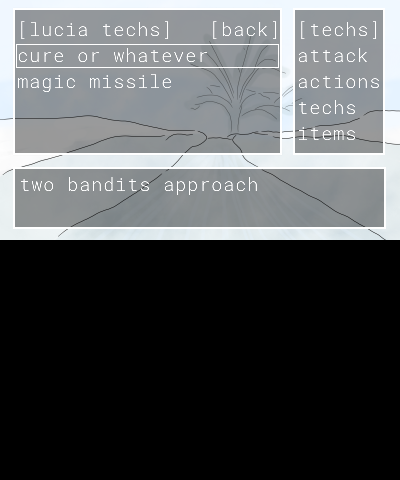 [lucia techs] [back]
cure or whatever
magic missile
[techs]
attack
actions
techs
items
two bandits approach